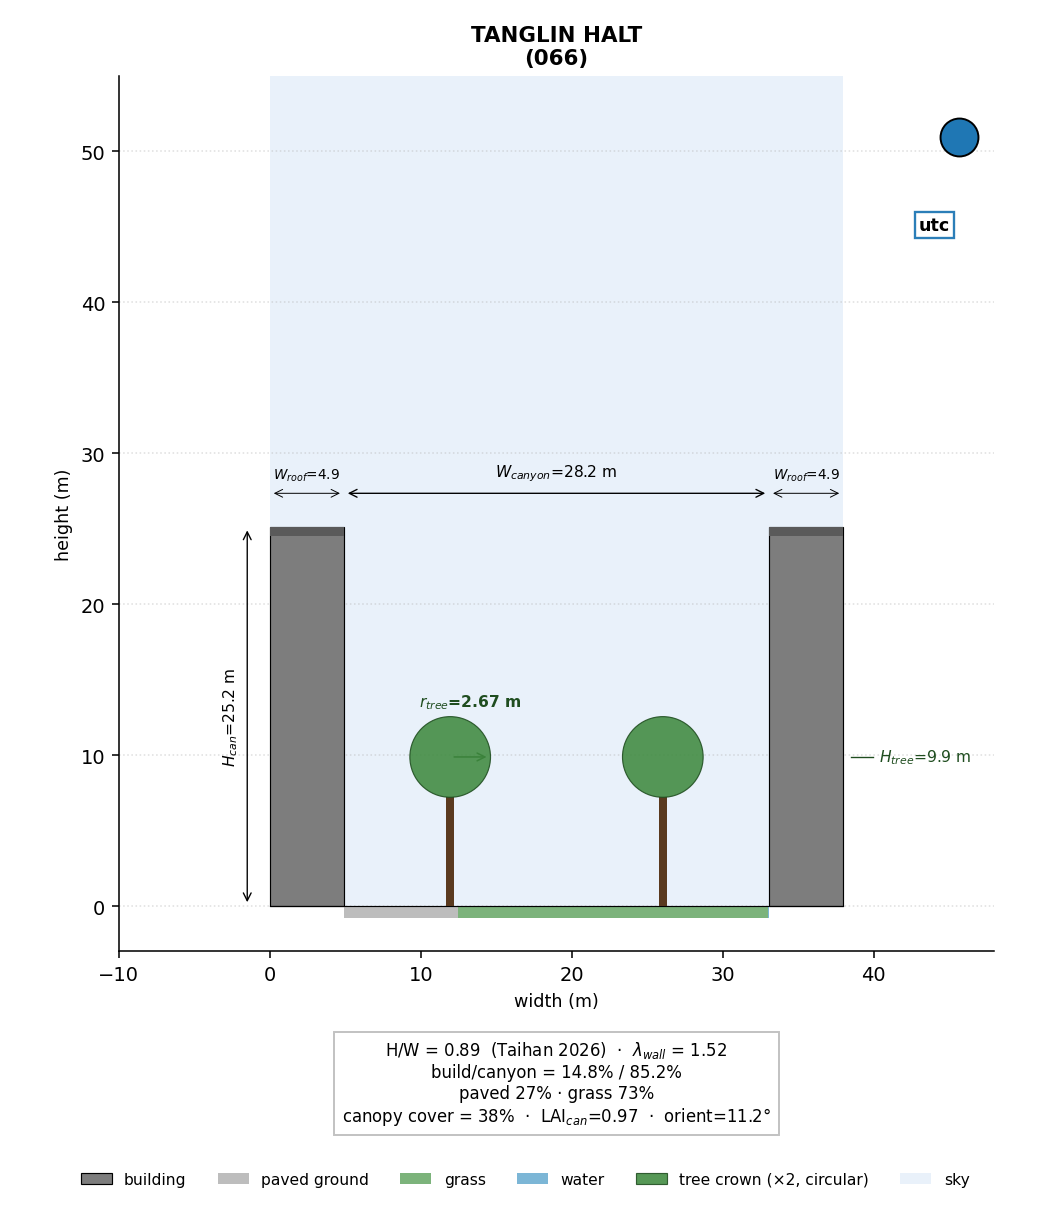 TANGLIN HALT
(066)
50
utc
40
30
W_roof=4.9
W_canyon=28.2 m
W_roof=4.9
height (m)
20
H_can=25.2 m
r_tree=2.67 m
10
H_tree=9.9 m
0
−10 0 10 20 30 40
width (m)
H/W = 0.89 (Taihan 2026) · λ_wall = 1.52
build/canyon = 14.8% / 85.2%
paved 27% · grass 73%
canopy cover = 38% · LAI_can=0.97 · orient=11.2°
building paved ground grass water tree crown (×2, circular) sky